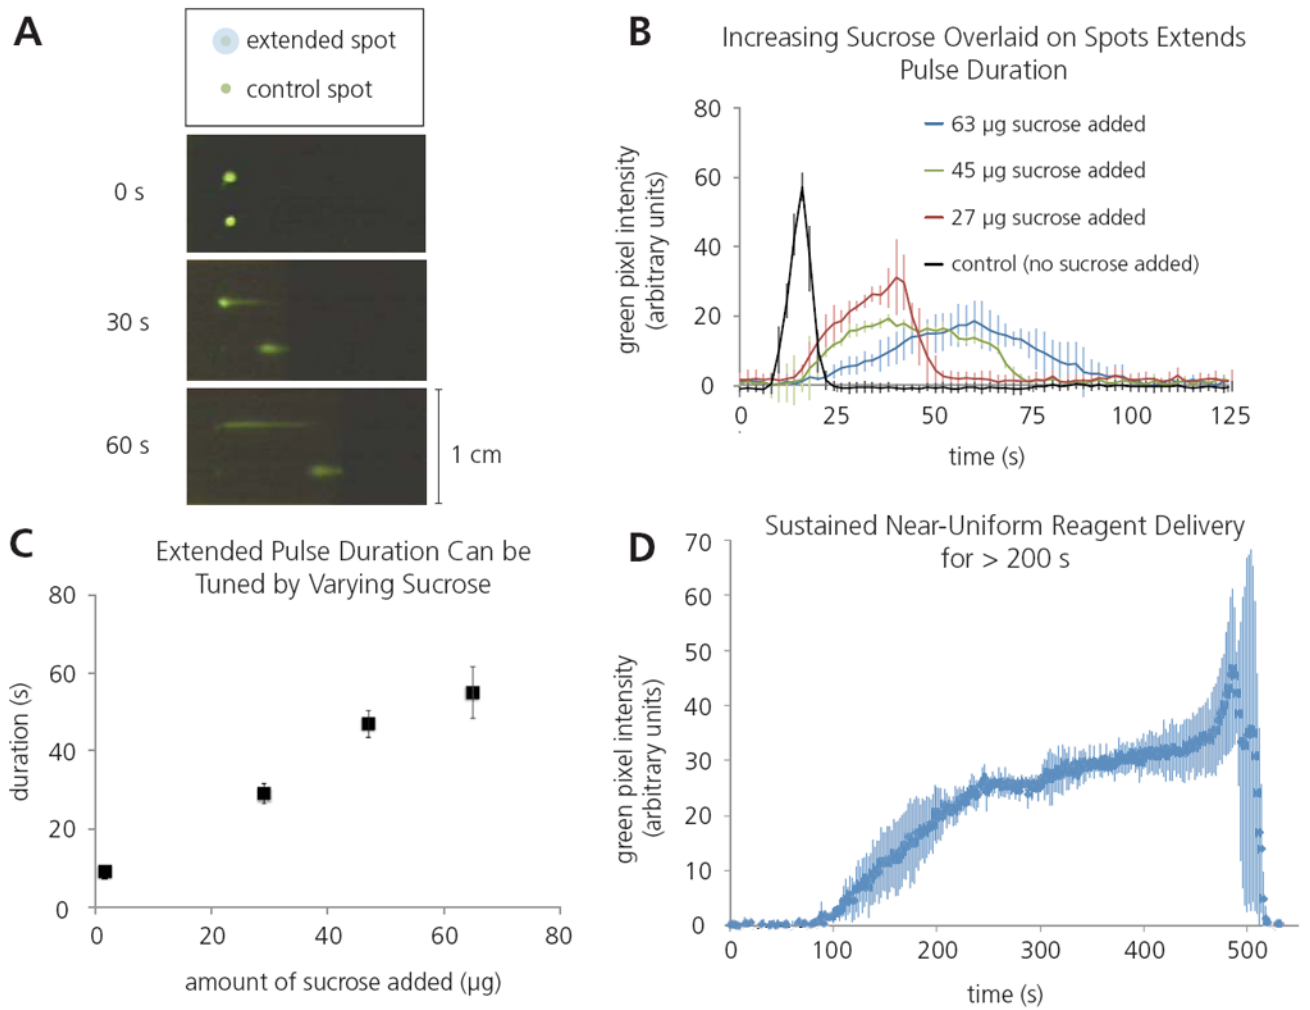 A
extended spot
control spot
0 s
30 s
60 s
1 cm
B
Increasing Sucrose Overlaid on Spots Extends
Pulse Duration
green pixel intensity
(arbitrary units)
80
60
40
20
0
63 µg sucrose added
45 µg sucrose added
27 µg sucrose added
control (no sucrose added)
0 25 50 75 100 125
time (s)
C
Extended Pulse Duration Can be
Tuned by Varying Sucrose
duration (s)
80
60
40
20
0
0 20 40 60 80
amount of sucrose added (µg)
D
Sustained Near-Uniform Reagent Delivery
for > 200 s
green pixel intensity
(arbitrary units)
70
60
50
40
30
20
10
0
0 100 200 300 400 500
time (s)